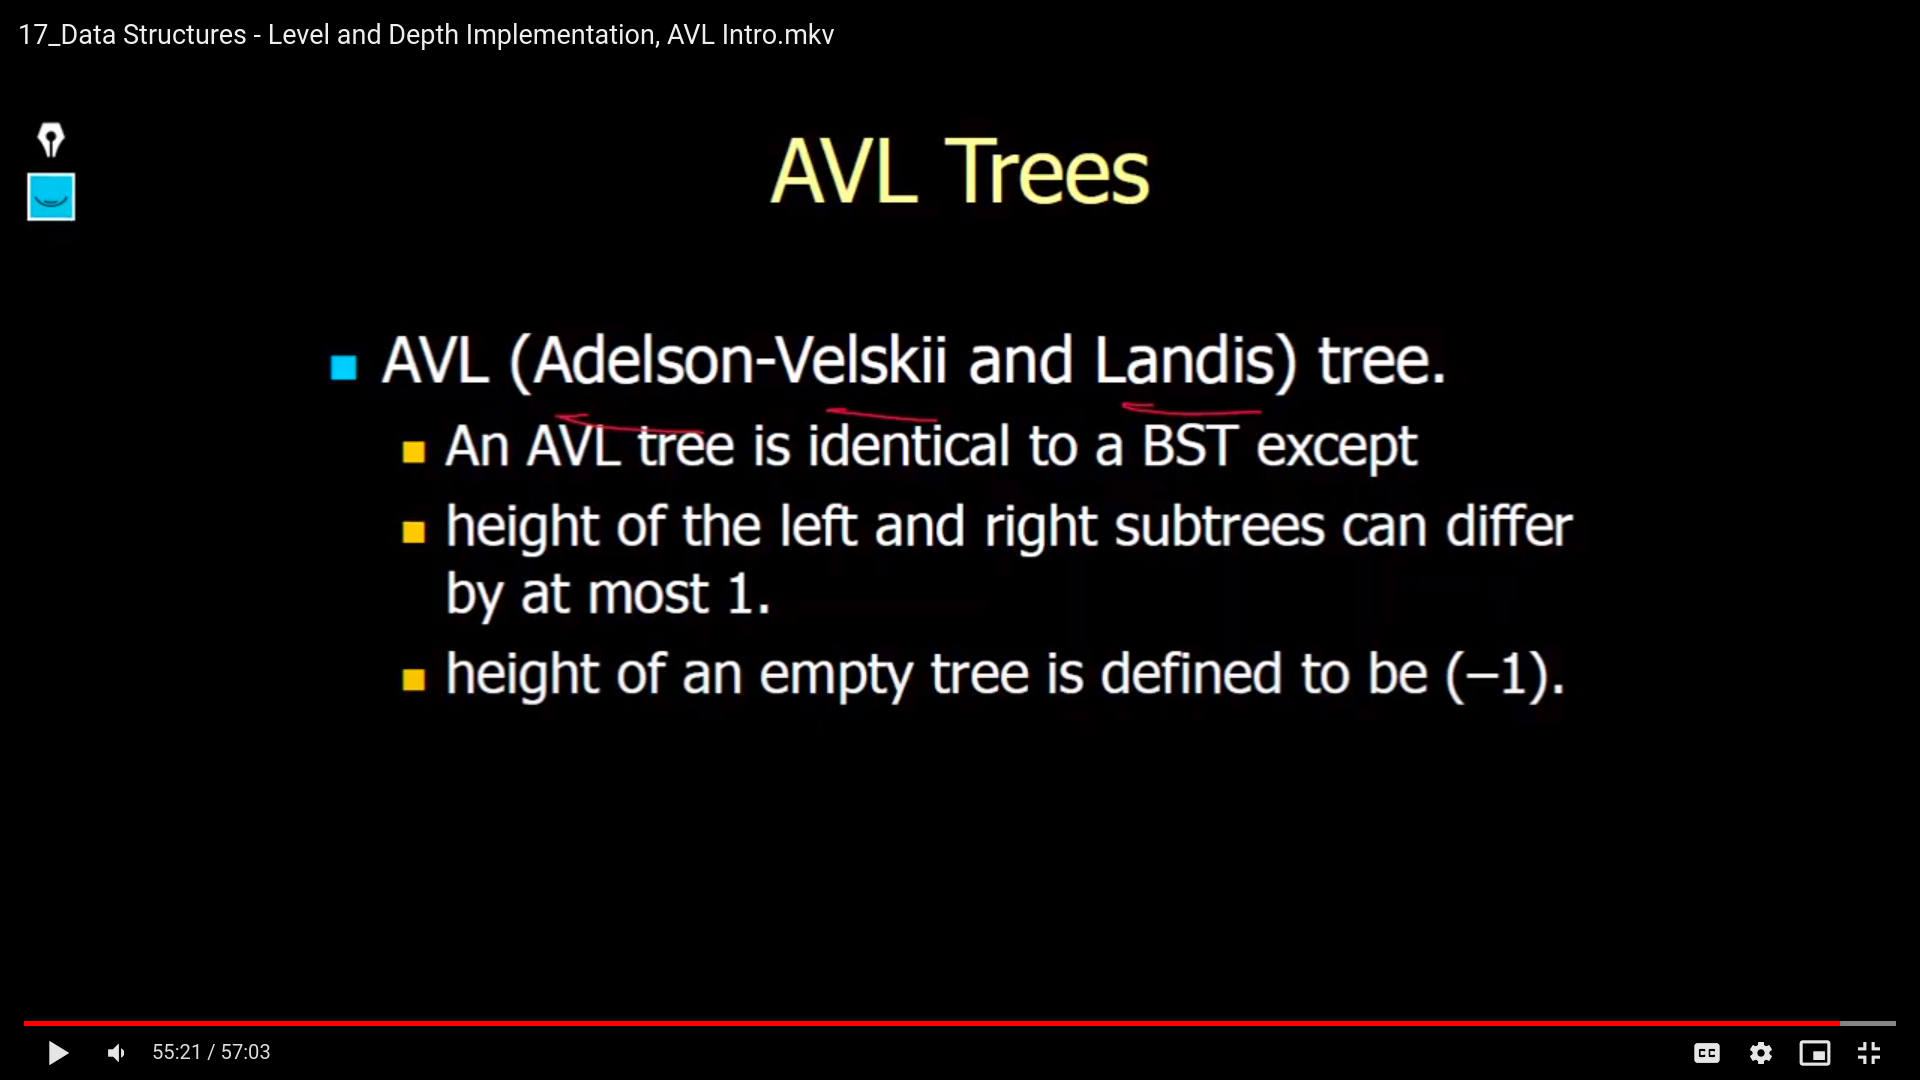 17_Data Structures - Level and Depth Implementation, AVL Intro.mkv
AVL Trees
AVL (Adelson-Velskii and Landis) tree.
An AVL tree is identical to a BST except
height of the left and right subtrees can differ
by at most 1.
height of an empty tree is defined to be (–1).
55:21 / 57:03
CC